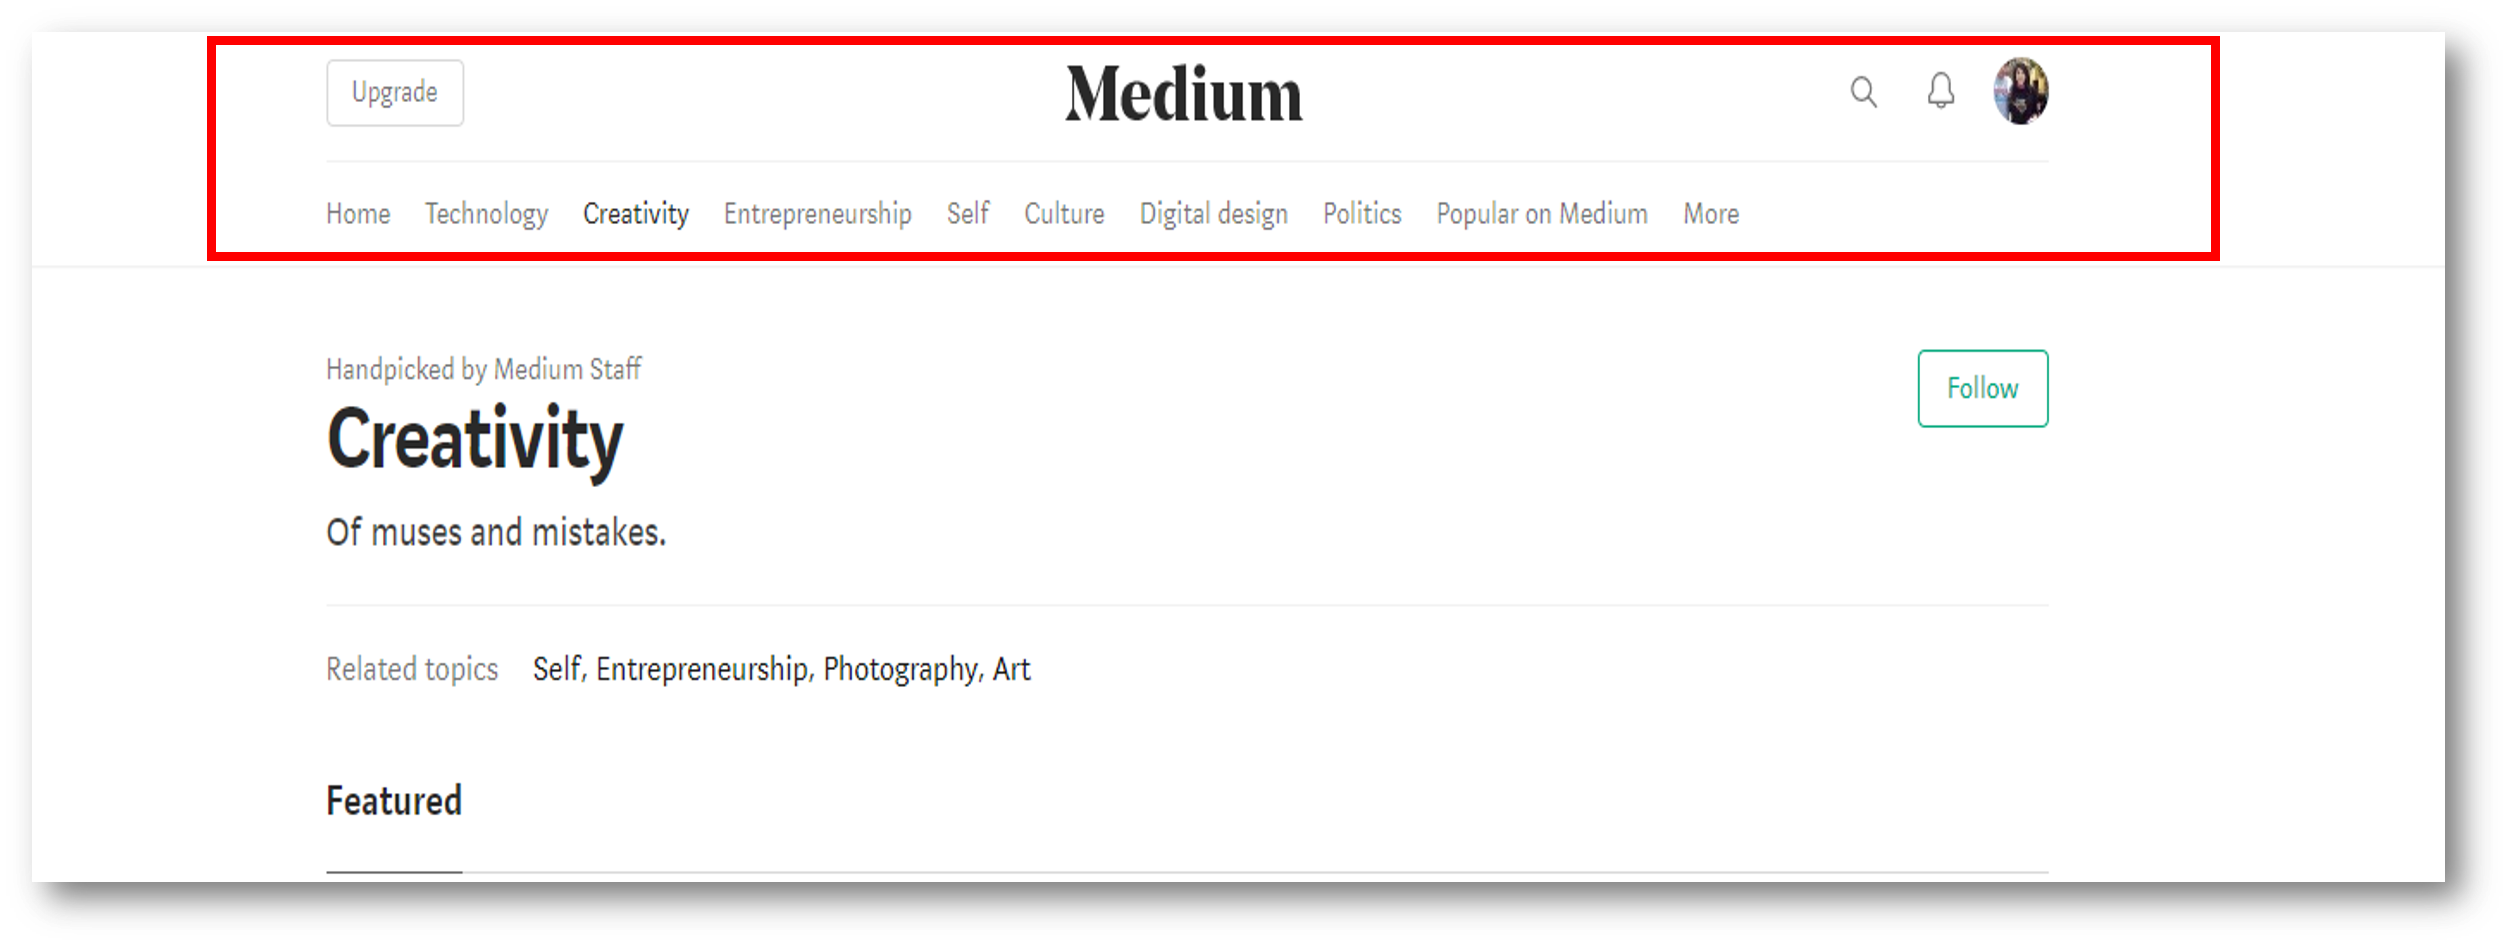 Upgrade Medium
Home Technology Creativity Entrepreneurship Self Culture Digital design Politics Popular on Medium More
Handpicked by Medium Staff
Follow
Creativity
Of muses and mistakes.
Related topics Self, Entrepreneurship, Photography, Art
Featured